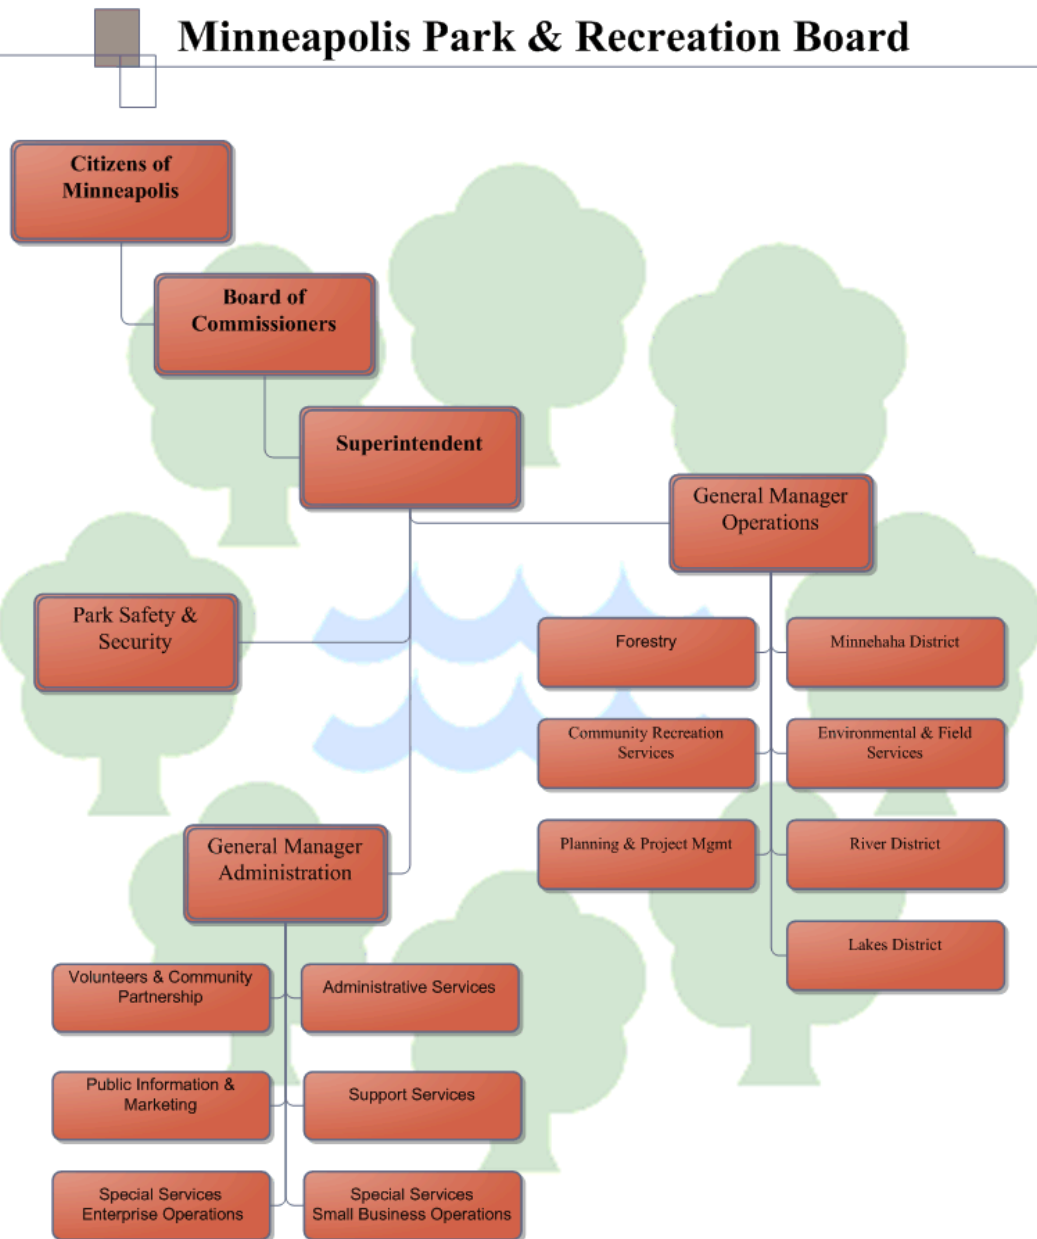 Minneapolis Park & Recreation Board
Citizens of
Minneapolis
Board of
Commissioners
Superintendent
General Manager
Operations
Park Safety &
Security
Forestry
Minnehaha District
Community Recreation
Services
Environmental & Field
Services
Planning & Project Mgmt
River District
Lakes District
General Manager
Administration
Volunteers & Community
Partnership
Administrative Services
Public Information &
Marketing
Support Services
Special Services
Enterprise Operations
Special Services
Small Business Operations